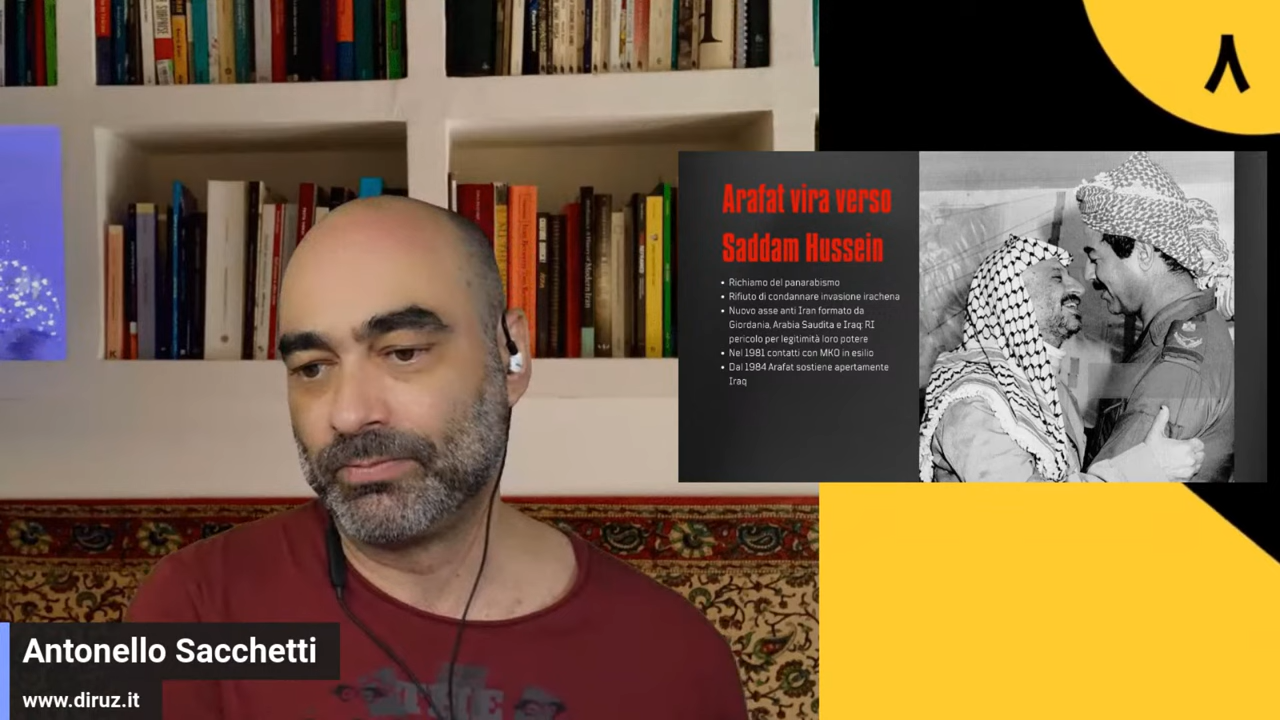 Arafat vira verso
Saddam Hussein
• Richiamo del panarabismo
• Rifiuto di condannare invasione irachena
• Nuovo asse anti Iran formato da
Giordania, Arabia Saudita e Iraq: RI
pericolo per legitimità loro potere
• Nel 1981 contatti con MKO in esilio
• Dal 1984 Arafat sostiene apertamente
Iraq
Antonello Sacchetti
www.diruz.it